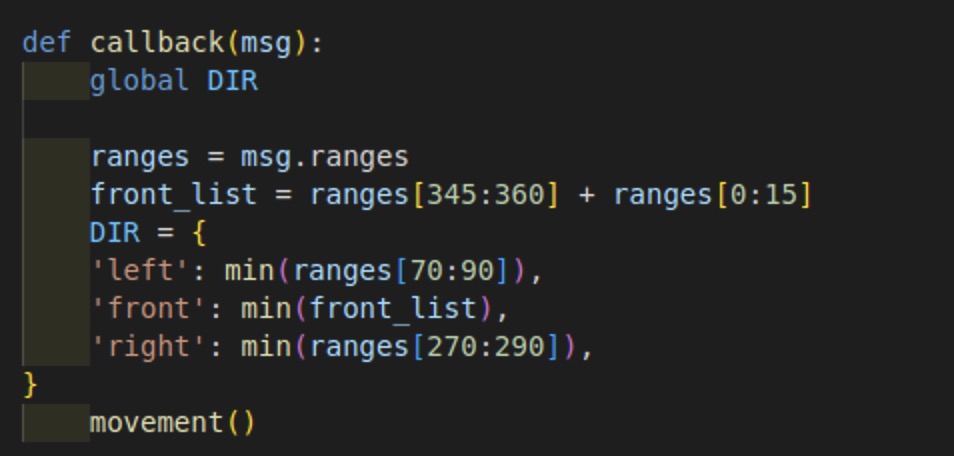 def callback(msg):
    global DIR

    ranges = msg.ranges
    front_list = ranges[345:360] + ranges[0:15]
    DIR = {
    'left': min(ranges[70:90]),
    'front': min(front_list),
    'right': min(ranges[270:290]),
}
    movement()